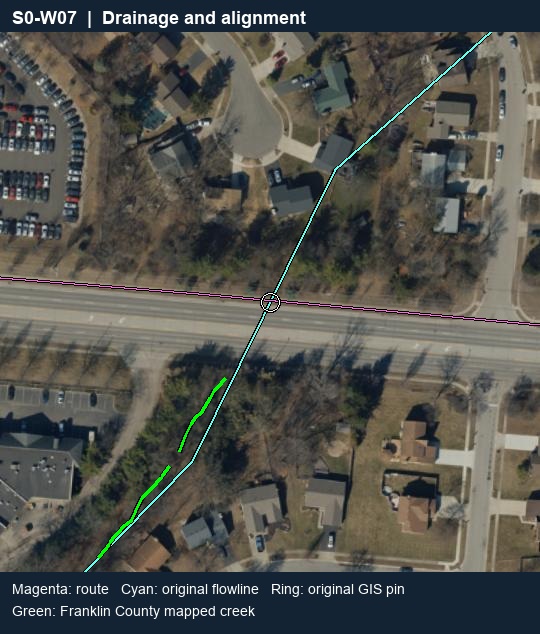 S0-W07 | Drainage and alignment
Magenta: route Cyan: original flowline Ring: original GIS pin
Green: Franklin County mapped creek